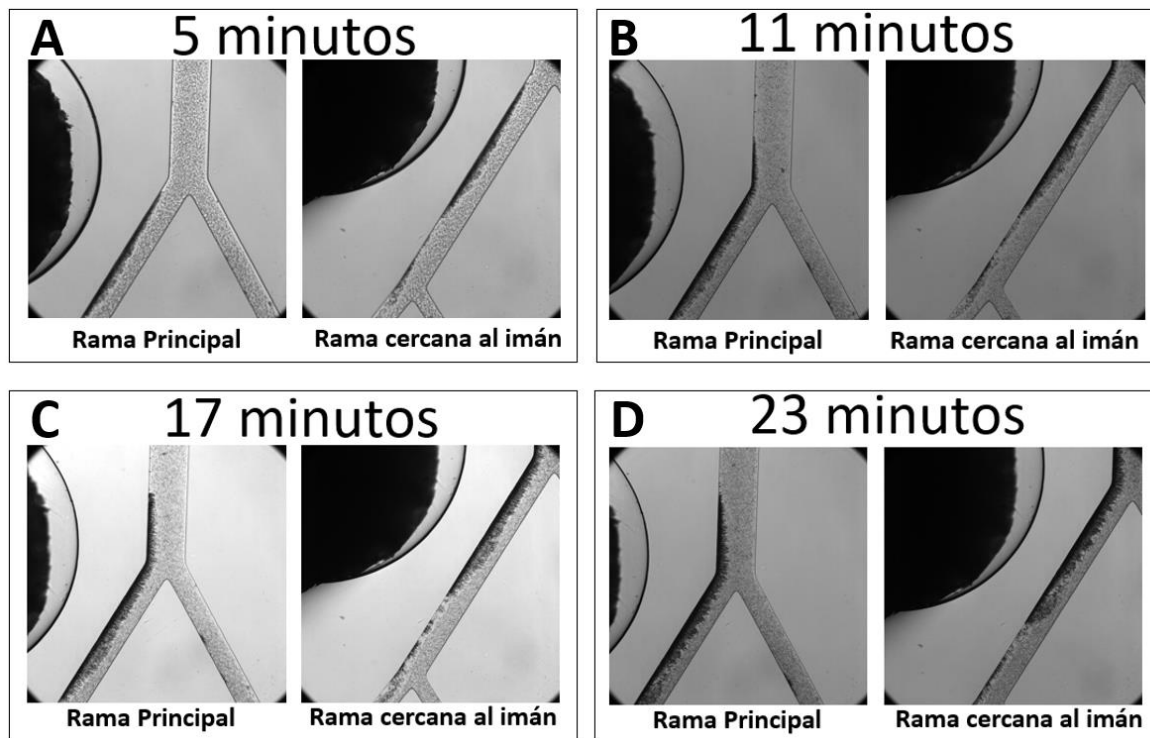 A 5 minutos
Rama Principal Rama cercana al imán
B 11 minutos
Rama Principal Rama cercana al imán
C 17 minutos
Rama Principal Rama cercana al imán
D 23 minutos
Rama Principal Rama cercana al imán